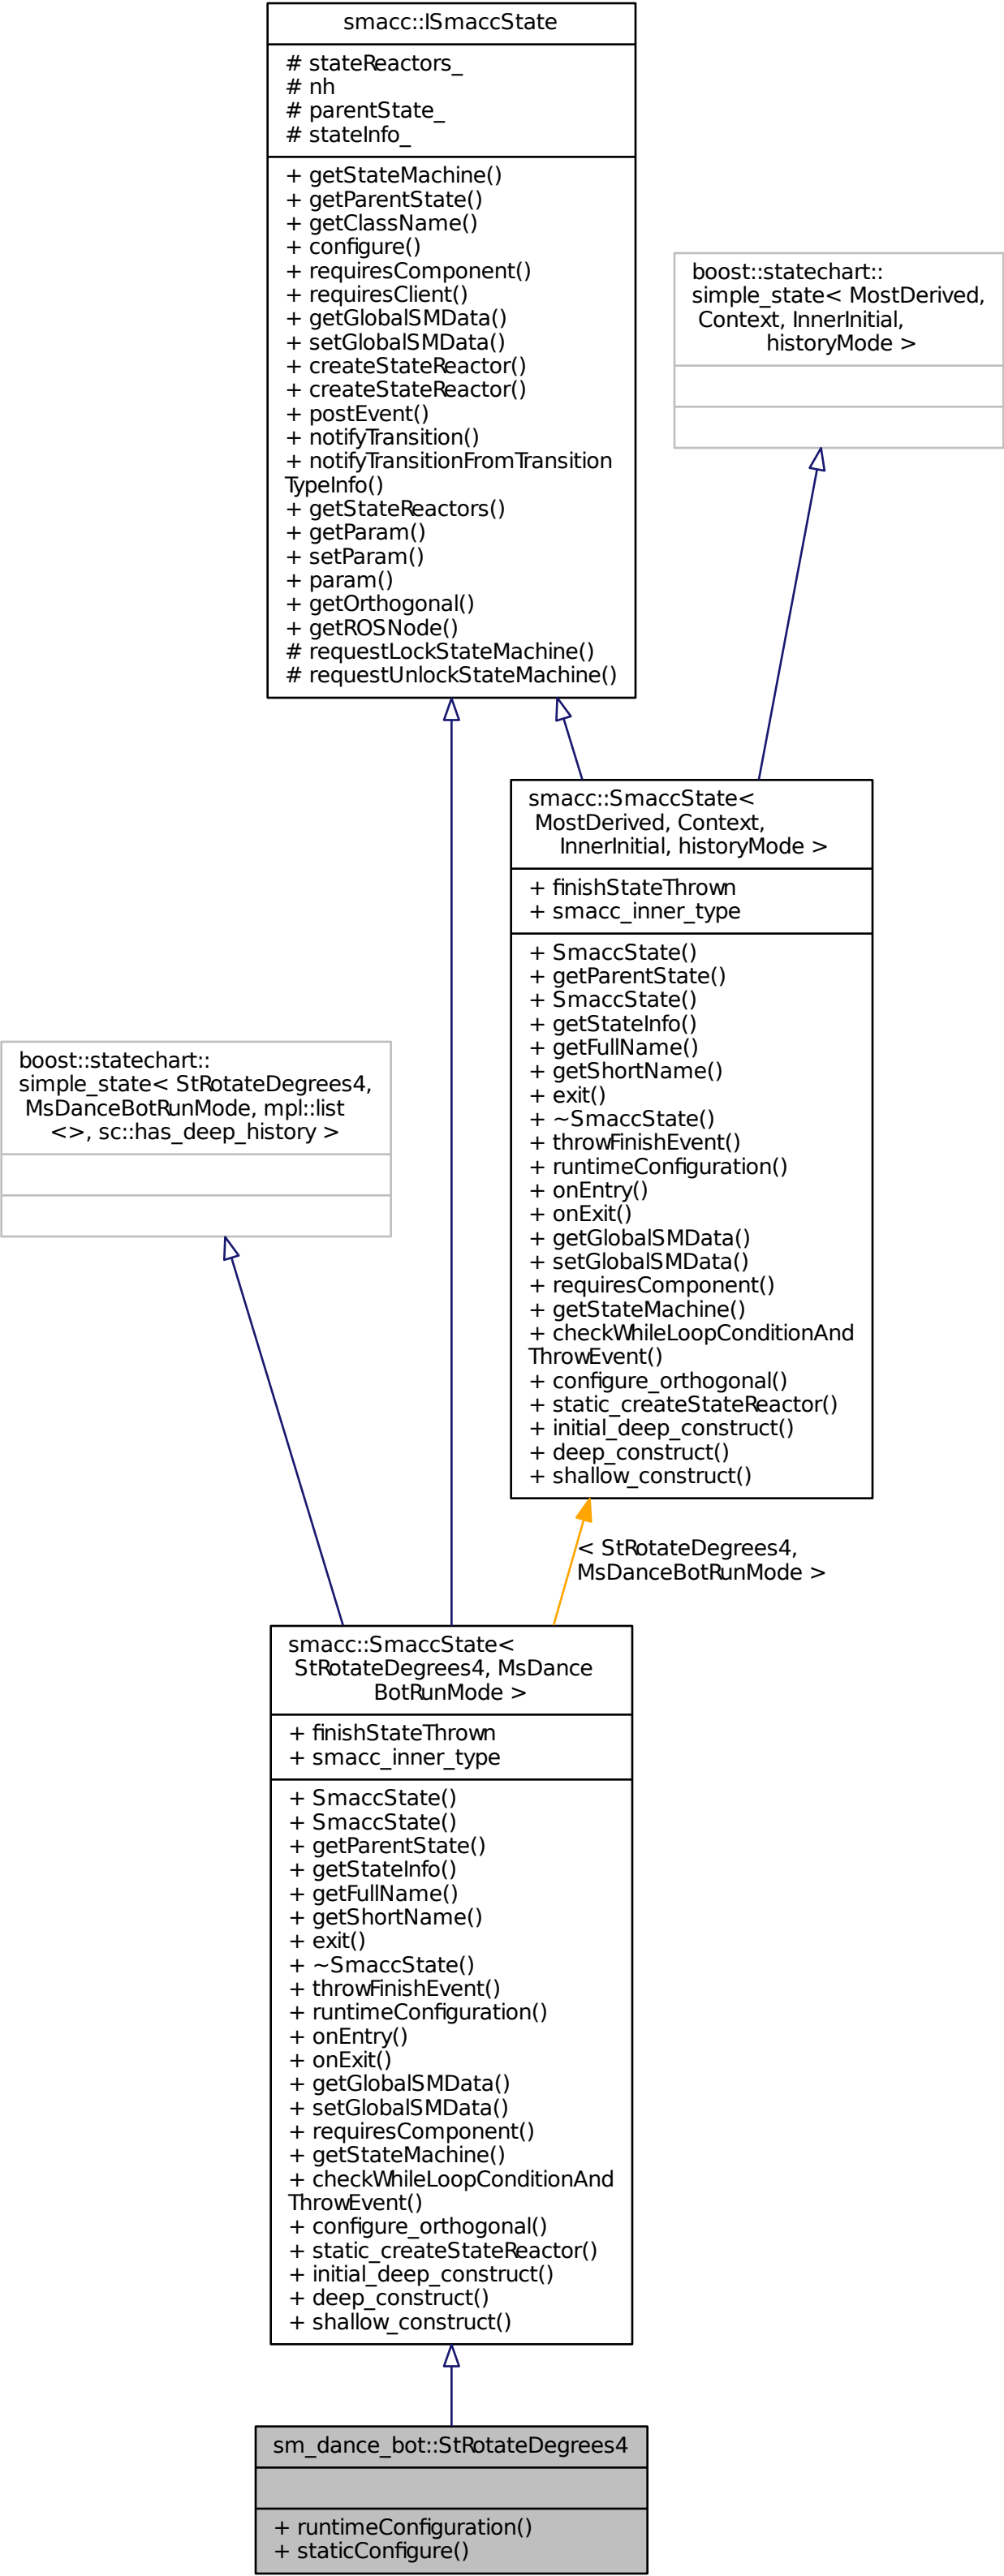 smacc::ISmaccState
# stateReactors_
# nh
# parentState_
# stateInfo_
+ getStateMachine()
+ getParentState()
+ getClassName()
+ configure()
+ requiresComponent()
+ requiresClient()
+ getGlobalSMData()
+ setGlobalSMData()
+ createStateReactor()
+ createStateReactor()
+ postEvent()
+ notifyTransition()
+ notifyTransitionFromTransition
TypeInfo()
+ getStateReactors()
+ getParam()
+ setParam()
+ param()
+ getOrthogonal()
+ getROSNode()
# requestLockStateMachine()
# requestUnlockStateMachine()
boost::statechart::
simple_state< MostDerived,
Context, InnerInitial,
historyMode >
smacc::SmaccState<
MostDerived, Context,
InnerInitial, historyMode >
+ finishStateThrown
+ smacc_inner_type
+ SmaccState()
+ getParentState()
+ SmaccState()
+ getStateInfo()
+ getFullName()
+ getShortName()
+ exit()
+ ~SmaccState()
+ throwFinishEvent()
+ runtimeConfiguration()
+ onEntry()
+ onExit()
+ getGlobalSMData()
+ setGlobalSMData()
+ requiresComponent()
+ getStateMachine()
+ checkWhileLoopConditionAnd
ThrowEvent()
+ configure_orthogonal()
+ static_createStateReactor()
+ initial_deep_construct()
+ deep_construct()
+ shallow_construct()
boost::statechart::
simple_state< StRotateDegrees4,
MsDanceBotRunMode, mpl::list
<>, sc::has_deep_history >
< StRotateDegrees4,
MsDanceBotRunMode >
smacc::SmaccState<
StRotateDegrees4, MsDance
BotRunMode >
+ finishStateThrown
+ smacc_inner_type
+ SmaccState()
+ SmaccState()
+ getParentState()
+ getStateInfo()
+ getFullName()
+ getShortName()
+ exit()
+ ~SmaccState()
+ throwFinishEvent()
+ runtimeConfiguration()
+ onEntry()
+ onExit()
+ getGlobalSMData()
+ setGlobalSMData()
+ requiresComponent()
+ getStateMachine()
+ checkWhileLoopConditionAnd
ThrowEvent()
+ configure_orthogonal()
+ static_createStateReactor()
+ initial_deep_construct()
+ deep_construct()
+ shallow_construct()
sm_dance_bot::StRotateDegrees4
+ runtimeConfiguration()
+ staticConfigure()